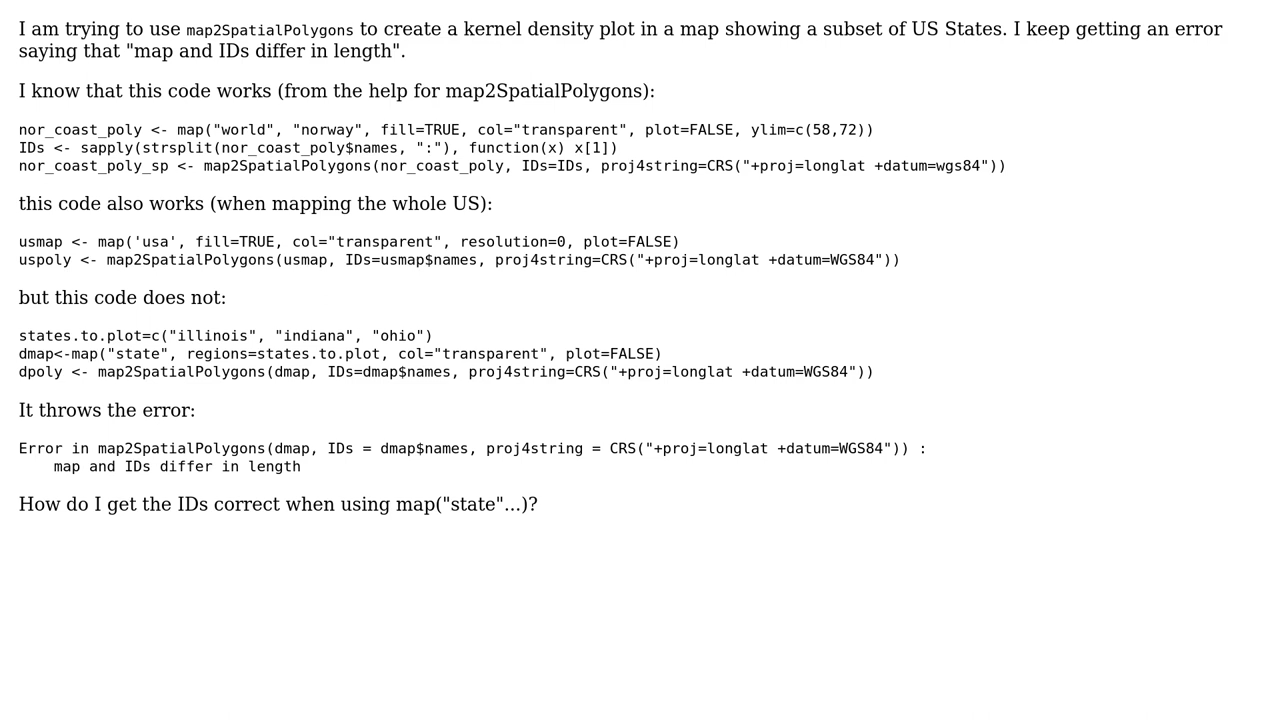 I am trying to use map2SpatialPolygons to create a kernel density plot in a map showing a subset of US States. I keep getting an error
saying that "map and IDs differ in length".
I know that this code works (from the help for map2SpatialPolygons):
nor_coast_poly <- map("world", "norway", fill=TRUE, col="transparent", plot=FALSE, ylim=c(58,72))
IDs <- sapply(strsplit(nor_coast_poly$names, ":"), function(x) x[1])
nor_coast_poly_sp <- map2SpatialPolygons(nor_coast_poly, IDs=IDs, proj4string=CRS("+proj=longlat +datum=wgs84"))
this code also works (when mapping the whole US):
usmap <- map('usa', fill=TRUE, col="transparent", resolution=0, plot=FALSE)
uspoly <- map2SpatialPolygons(usmap, IDs=usmap$names, proj4string=CRS("+proj=longlat +datum=WGS84"))
but this code does not:
states.to.plot=c("illinois", "indiana", "ohio")
dmap<-map("state", regions=states.to.plot, col="transparent", plot=FALSE)
dpoly <- map2SpatialPolygons(dmap, IDs=dmap$names, proj4string=CRS("+proj=longlat +datum=WGS84"))
It throws the error:
Error in map2SpatialPolygons(dmap, IDs = dmap$names, proj4string = CRS("+proj=longlat +datum=WGS84")) :
    map and IDs differ in length
How do I get the IDs correct when using map("state"...)?